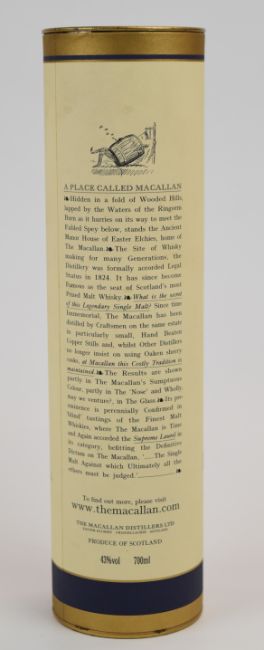 A PLACE CALLED MACALLAN
Hidden in a fold of Wooded Hills,
lapped by the Waters of the Ringorm
Burn as it hurries on its way to meet the
Fabled Spey below, stands the Ancient
Manor House of Easter Elchies, home of
The Macallan. The Site of Whisky
making for many Generations, the
Distillery was formally accorded Legal
Status in 1824. It has since become
Famous as the seat of Scotland's most
Prized Malt Whisky. What is the secret
of this Legendary Single Malt? Since time
Immemorial, The Macallan has been
distilled by Craftsmen on the same estate
in particularly small, Hand Beaten
Copper Stills and, whilst Other Distillers
no longer insist on using Oaken sherry
casks, at Macallan this Costly Tradition is
maintained. The Results are shown
partly in The Macallan's Sumptuous
Colour, partly in The 'Nose' and Wholly,
may we venture?, in The Glass. Its pre-
eminence is perennially Confirmed in
'blind' tastings of the Finest Malt
Whiskies, where The Macallan is Time
and Again accorded the Supreme Laurel in
its category, befitting the Definitive
Dictum on The Macallan, '.....The Single
Malt Against which Ultimately all the
others must be judged.'
To find out more, please visit
www.themacallan.com
THE MACALLAN DISTILLERS LTD
PRODUCE OF SCOTLAND
43%vol 700ml